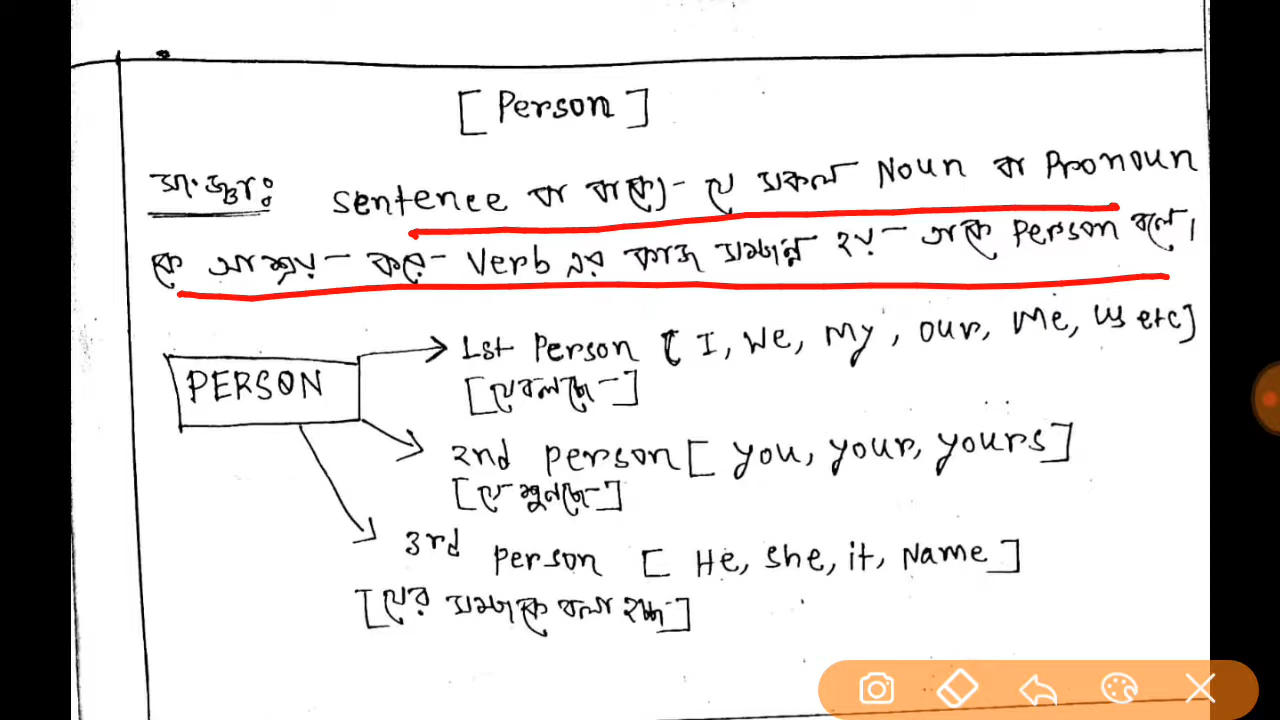 [ Person ]
সংজ্ঞাঃ Sentence বা বাক্যে যে সকল Noun বা Pronoun
কে আশ্রয় করে Verb এর কাজ সম্পন্ন হয় তাকে Person বলে।
PERSON
1st Person [ I, We, My, our, Me, us etc]
[যে বলছে]
2nd person [ you, your, yours ]
[যে শুনছে]
3rd person [ He, she, it, Name ]
[যার সম্পর্কে বলা হচ্ছে]